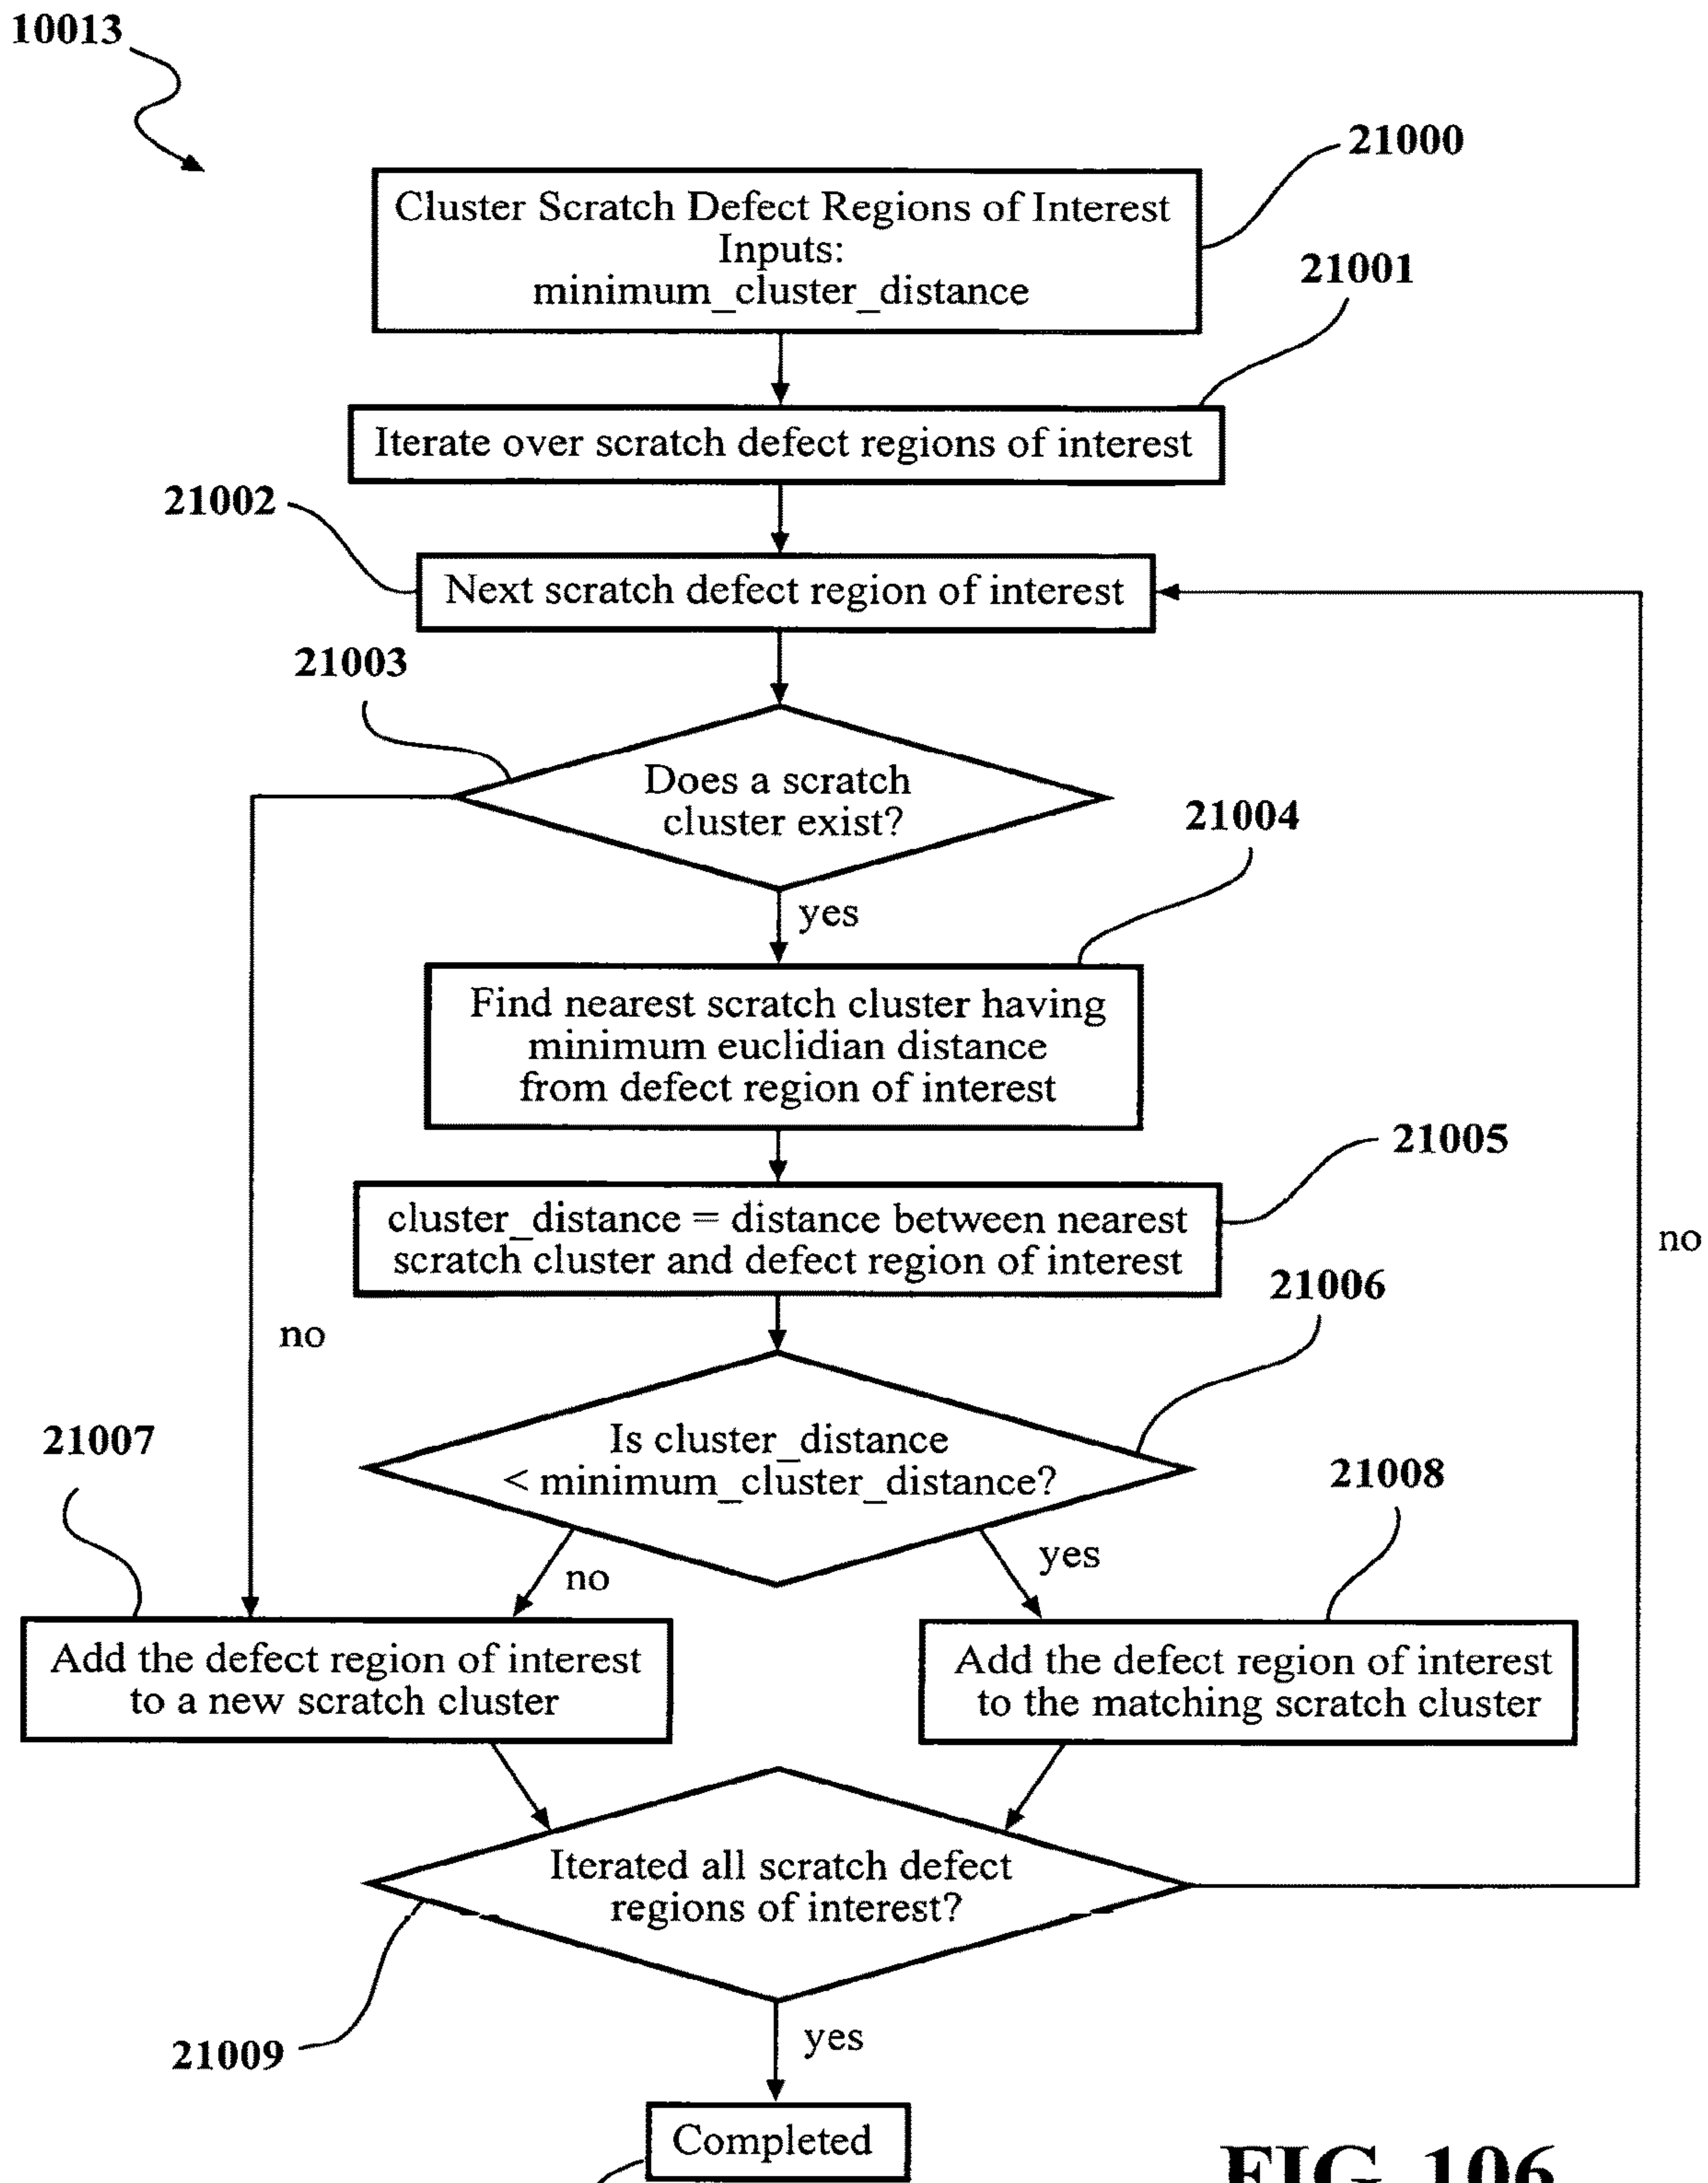 10013
21000
Cluster Scratch Defect Regions of Interest
Inputs:
minimum_cluster_distance
21001
Iterate over scratch defect regions of interest
21002
Next scratch defect region of interest
21003
Does a scratch
cluster exist?
21004
yes
Find nearest scratch cluster having
minimum euclidian distance
from defect region of interest
21005
cluster_distance = distance between nearest
scratch cluster and defect region of interest
no
21006
no
Is cluster_distance
< minimum_cluster_distance?
21007
21008
no
yes
Add the defect region of interest
to a new scratch cluster
Add the defect region of interest
to the matching scratch cluster
Iterated all scratch defect
regions of interest?
21009
yes
Completed
FIG 106